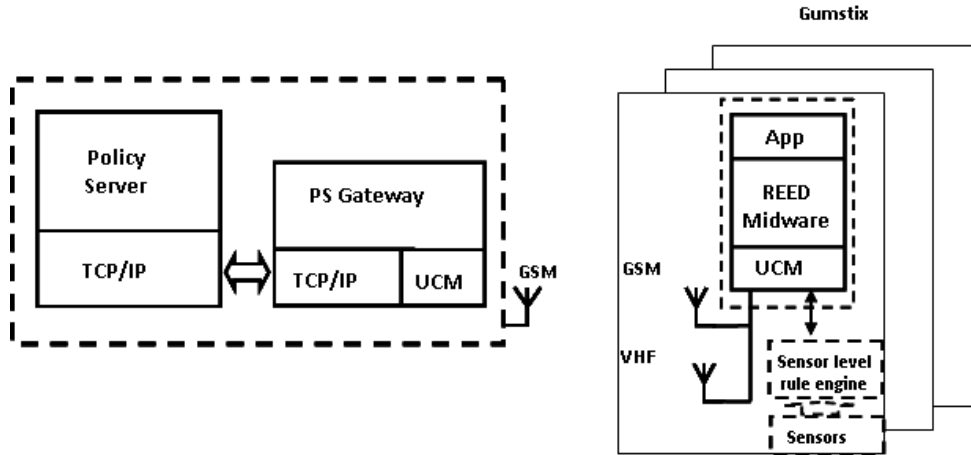 Gumstix
Policy
Server
TCP/IP
PS Gateway
TCP/IP
UCM
GSM
App
REED
Midware
UCM
GSM
VHF
Sensor level
rule engine
Sensors